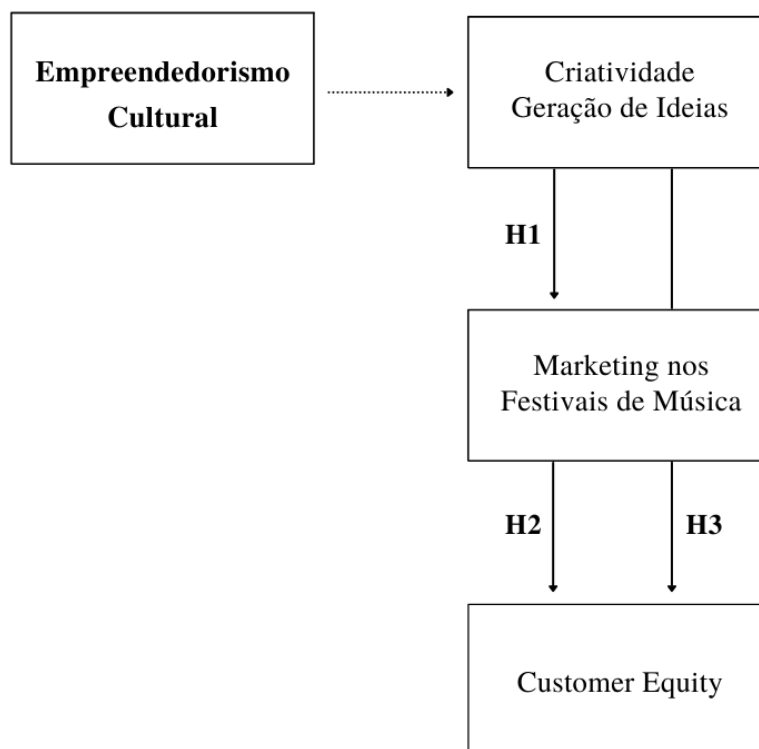 Empreendedorismo
Cultural
Criatividade
Geração de Ideias
H1
Marketing nos
Festivais de Música
H2
H3
Customer Equity